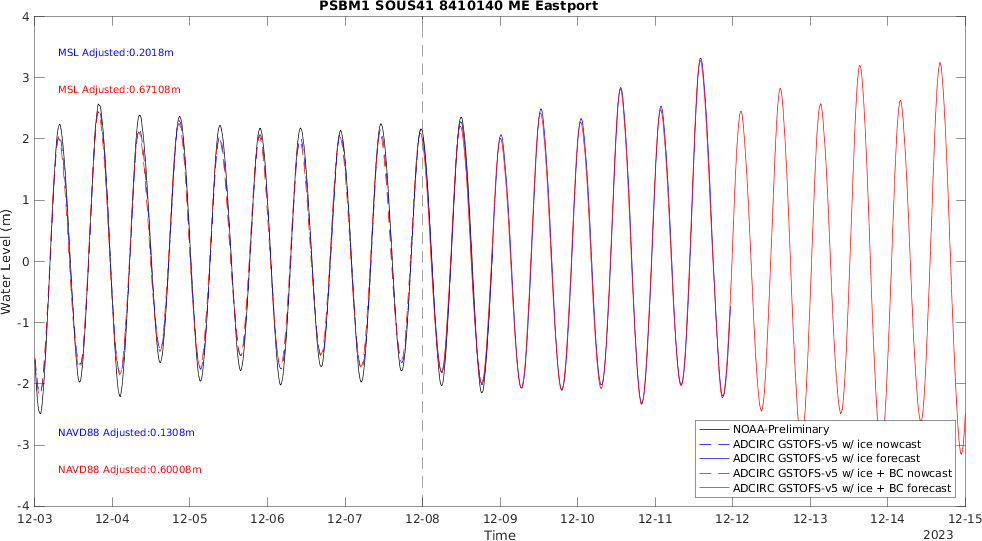 PSBM1 SOUS41 8410140 ME Eastport
4
3
2
1
0
-1
-2
-3
-4
Water Level (m)
MSL Adjusted:0.2018m
MSL Adjusted:0.67108m
NAVD88 Adjusted:0.1308m
NAVD88 Adjusted:0.60008m
NOAA-Preliminary
ADCIRC GSTOFS-v5 w/ ice nowcast
ADCIRC GSTOFS-v5 w/ ice forecast
ADCIRC GSTOFS-v5 w/ ice + BC nowcast
ADCIRC GSTOFS-v5 w/ ice + BC forecast
12-03 12-04 12-05 12-06 12-07 12-08 12-09 12-10 12-11 12-12 12-13 12-14 12-15
Time
2023